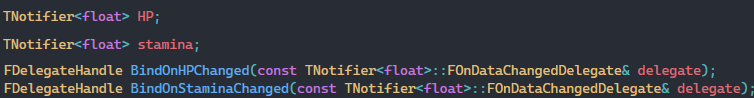 TNotifier<float> HP;
TNotifier<float> stamina;
FDelegateHandle BindOnHPChanged(const TNotifier<float>::FOnDataChangedDelegate& delegate);
FDelegateHandle BindOnStaminaChanged(const TNotifier<float>::FOnDataChangedDelegate& delegate);